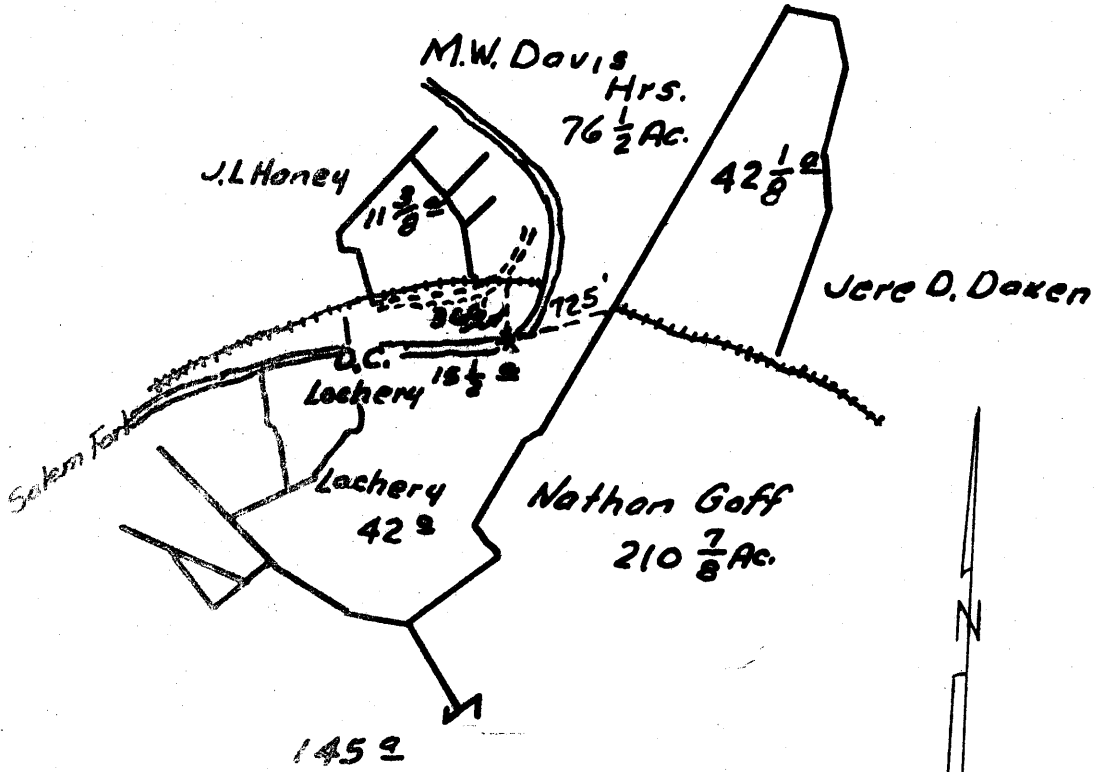 M.W. Davis
Hrs.
76 1/2 Ac.
42 1/8 a
J.L Haney
11 3/8 a
Jere D. Daken
725'
D.C.
Lochery 15 1/2 a
Salem Fork
Lochery
42 a
Nathan Goff
210 7/8 Ac.
N
145 a